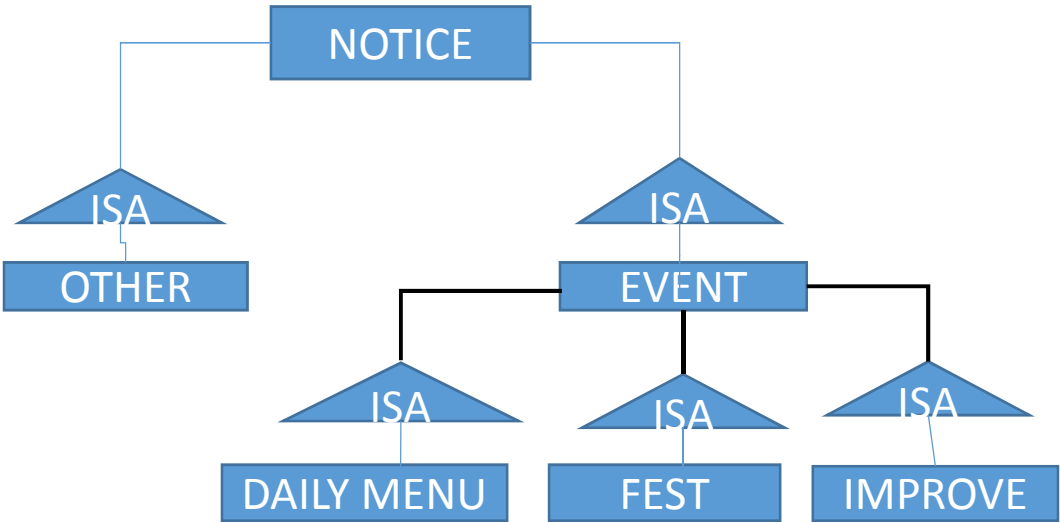 NOTICE
ISA
ISA
OTHER
EVENT
ISA
ISA
ISA
DAILY MENU
FEST
IMPROVE